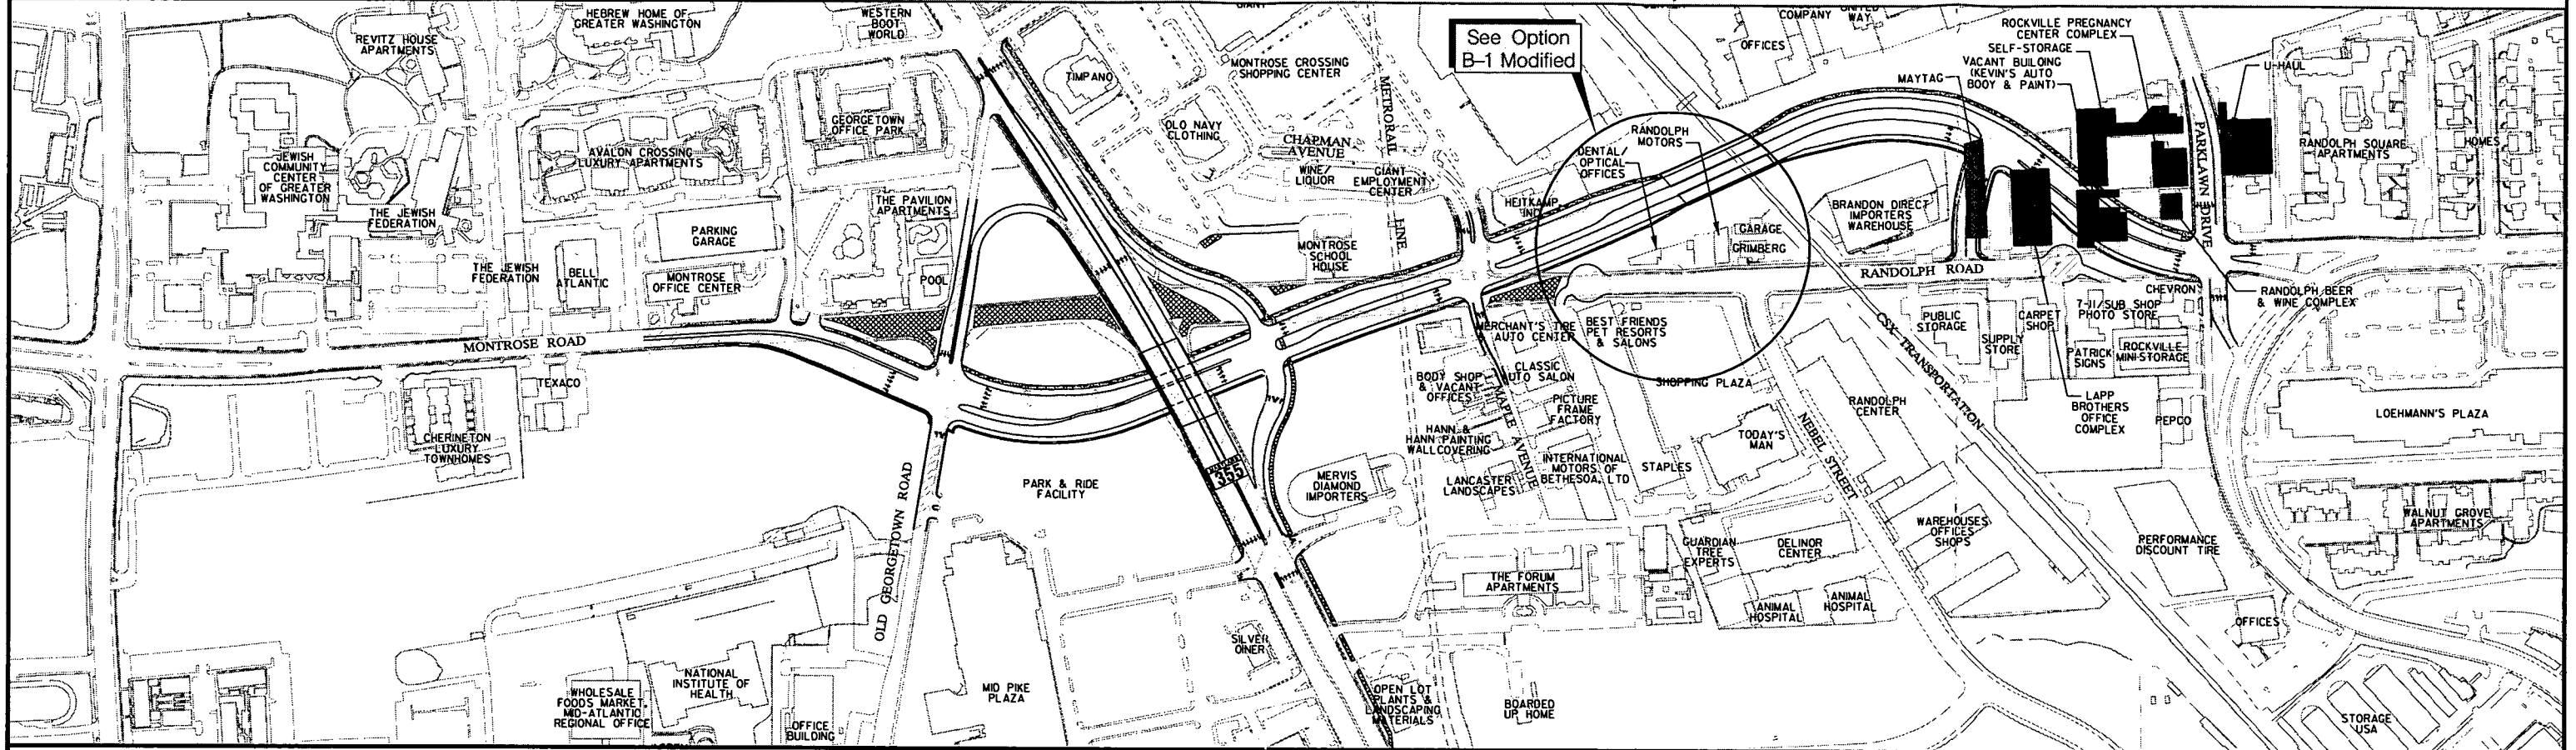 HEBREW HOME OF
GREATER WASHINGTON
REVITZ HOUSE
APARTMENTS
WESTERN
BOOT
WORLD
TIMPANO
MONTROSE CROSSING
SHOPPING CENTER
METRORAIL
LINE
See Option
B-1 Modified
COMPANY
WAY
OFFICES
ROCKVILLE PREGNANCY
CENTER COMPLEX
SELF-STORAGE
VACANT BUILDING
(KEVIN'S AUTO
BODY & PAINT)
MAYTAG
U-HAUL
PARKLAWN DRIVE
RANDOLPH SQUARE
APARTMENTS
HOMES
JEWISH
COMMUNITY
CENTER
OF GREATER
WASHINGTON
THE JEWISH
FEDERATION
AVALON CROSSING
LUXURY APARTMENTS
GEORGETOWN
OFFICE PARK
THE PAVILION
APARTMENTS
PARKING
GARAGE
OLD NAVY
CLOTHING
CHAPMAN
AVENUE
WINE/
LIQUOR
GIANT
EMPLOYMENT
CENTER
MONTROSE
SCHOOL
HOUSE
HEITKAMP
IND
DENTAL/
OPTICAL
OFFICES
RANDOLPH
MOTORS
GARAGE
GRIMBERG
BRANDON DIRECT
IMPORTERS
WAREHOUSE
RANDOLPH ROAD
THE JEWISH
FEDERATION
BELL
ATLANTIC
MONTROSE
OFFICE CENTER
POOL
MONTROSE ROAD
TEXACO
CHERINETON
LUXURY
TOWNHOMES
MERCHANT'S TIRE
AUTO CENTER
BEST FRIENDS
PET RESORTS
& SALONS
CLASSIC
AUTO SALON
SHOPPING PLAZA
BODY SHOP
& VACANT
OFFICES
MAPLE AVENUE
PICTURE
FRAME
FACTORY
HANN &
HANN PAINTING
WALLCOVERING
LANCASTER
LANDSCAPES
INTERNATIONAL
MOTORS OF
BETHESDA, LTD
STAPLES
TODAY'S
MAN
NEBEL STREET
RANDOLPH
CENTER
CSX TRANSPORTATION
PUBLIC
STORAGE
SUPPLY
STORE
CARPET
SHOP
7-11/SUB SHOP
PHOTO STORE
PATRICK
SIGNS
ROCKVILLE
MINI-STORAGE
CHEVRON
RANDOLPH BEER
& WINE COMPLEX
LAPP
BROTHERS
OFFICE
COMPLEX
PEPCO
LOEHMANN'S PLAZA
OLD GEORGETOWN ROAD
PARK & RIDE
FACILITY
355
MERVIS
DIAMOND
IMPORTERS
GUARDIAN
TREE
EXPERTS
DELINOR
CENTER
WAREHOUSES
OFFICES
SHOPS
PERFORMANCE
DISCOUNT TIRE
WALNUT GROVE
APARTMENTS
THE FORUM
APARTMENTS
ANIMAL
HOSPITAL
ANIMAL
HOSPITAL
OFFICES
SILVER
DINER
MID PIKE
PLAZA
NATIONAL
INSTITUTE OF
HEALTH
WHOLESALE
FOODS MARKET,
MID-ATLANTIC
REGIONAL OFFICE
OFFICE
BUILDING
OPEN LOT
PLANTS &
LANDSCAPING
MATERIALS
BOARDED
UP HOME
STORAGE
USA